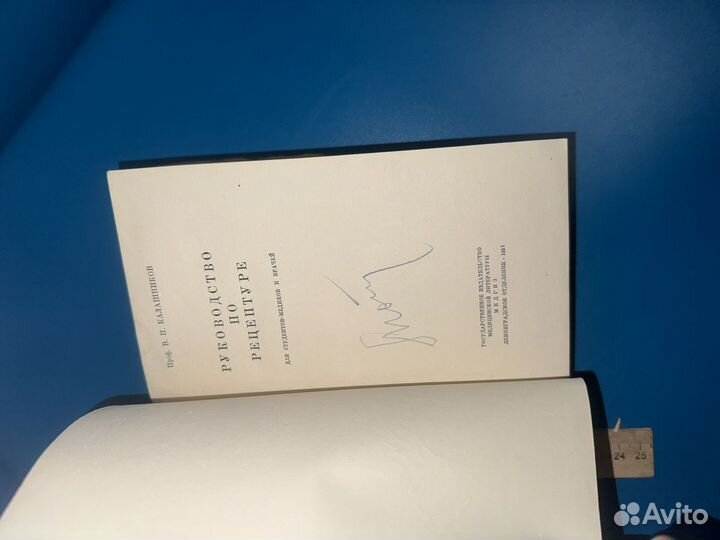 Проф. В. П. КАЛАШНИКОВ
РУКОВОДСТВО
ПО
РЕЦЕПТУРЕ
ДЛЯ СТУДЕНТОВ-МЕДИКОВ И ВРАЧЕЙ
ГОСУДАРСТВЕННОЕ ИЗДАТЕЛЬСТВО
МЕДИЦИНСКОЙ ЛИТЕРАТУРЫ
МЕДГИЗ
ЛЕНИНГРАДСКОЕ ОТДЕЛЕНИЕ • 1951
24 25
Avito